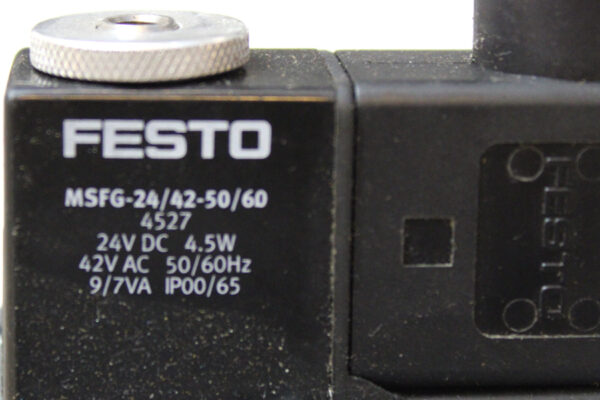 FESTO
MSFG-24/42-50/60
4527
24V DC 4.5W
42V AC 50/60Hz
9/7VA IP00/65
FESTO